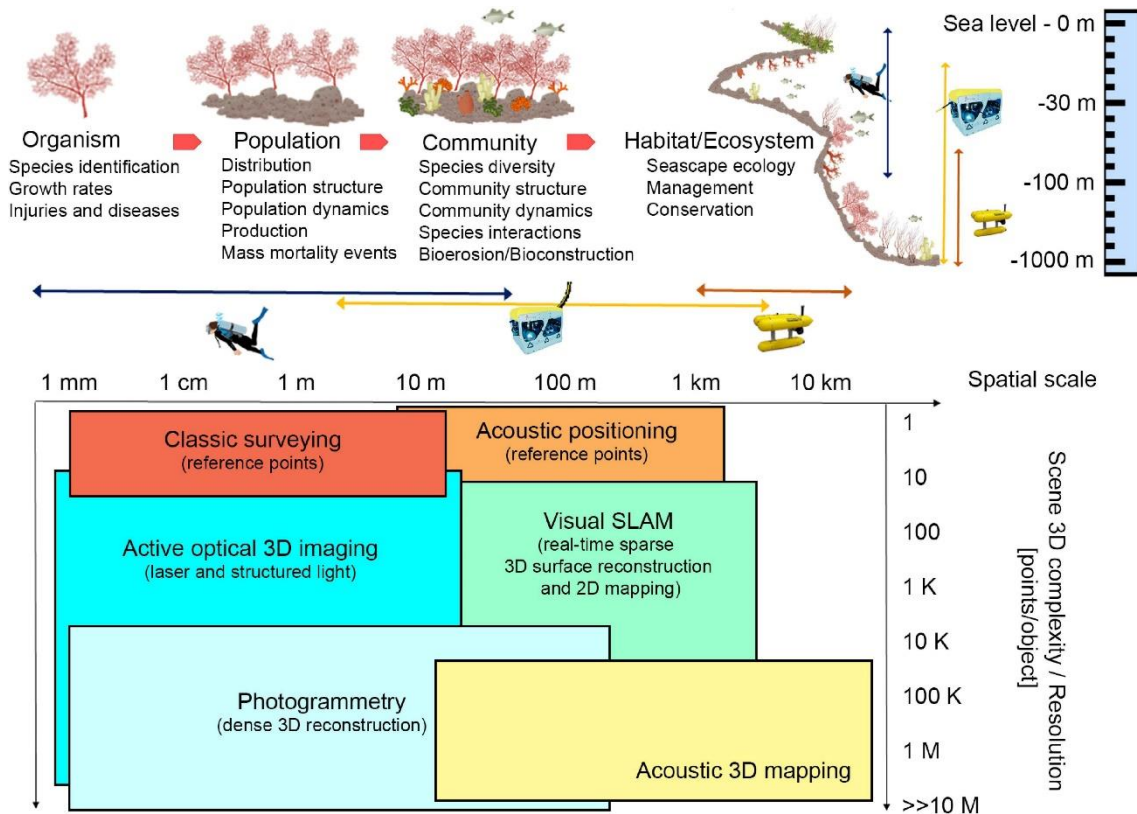 Organism
Species identification
Growth rates
Injuries and diseases
Population
Distribution
Population structure
Population dynamics
Production
Mass mortality events
Community
Species diversity
Community structure
Community dynamics
Species interactions
Bioerosion/Bioconstruction
Habitat/Ecosystem
Seascape ecology
Management
Conservation
Sea level - 0 m
-30 m
-100 m
-1000 m
1 mm 1 cm 1 m 10 m 100 m 1 km 10 km Spatial scale
Classic surveying
(reference points)
Acoustic positioning
(reference points)
Active optical 3D imaging
(laser and structured light)
Visual SLAM
(real-time sparse
3D surface reconstruction
and 2D mapping)
Photogrammetry
(dense 3D reconstruction)
Acoustic 3D mapping
1
10
100
1 K
10 K
100 K
1 M
>>10 M
Scene 3D complexity / Resolution
[points/object]